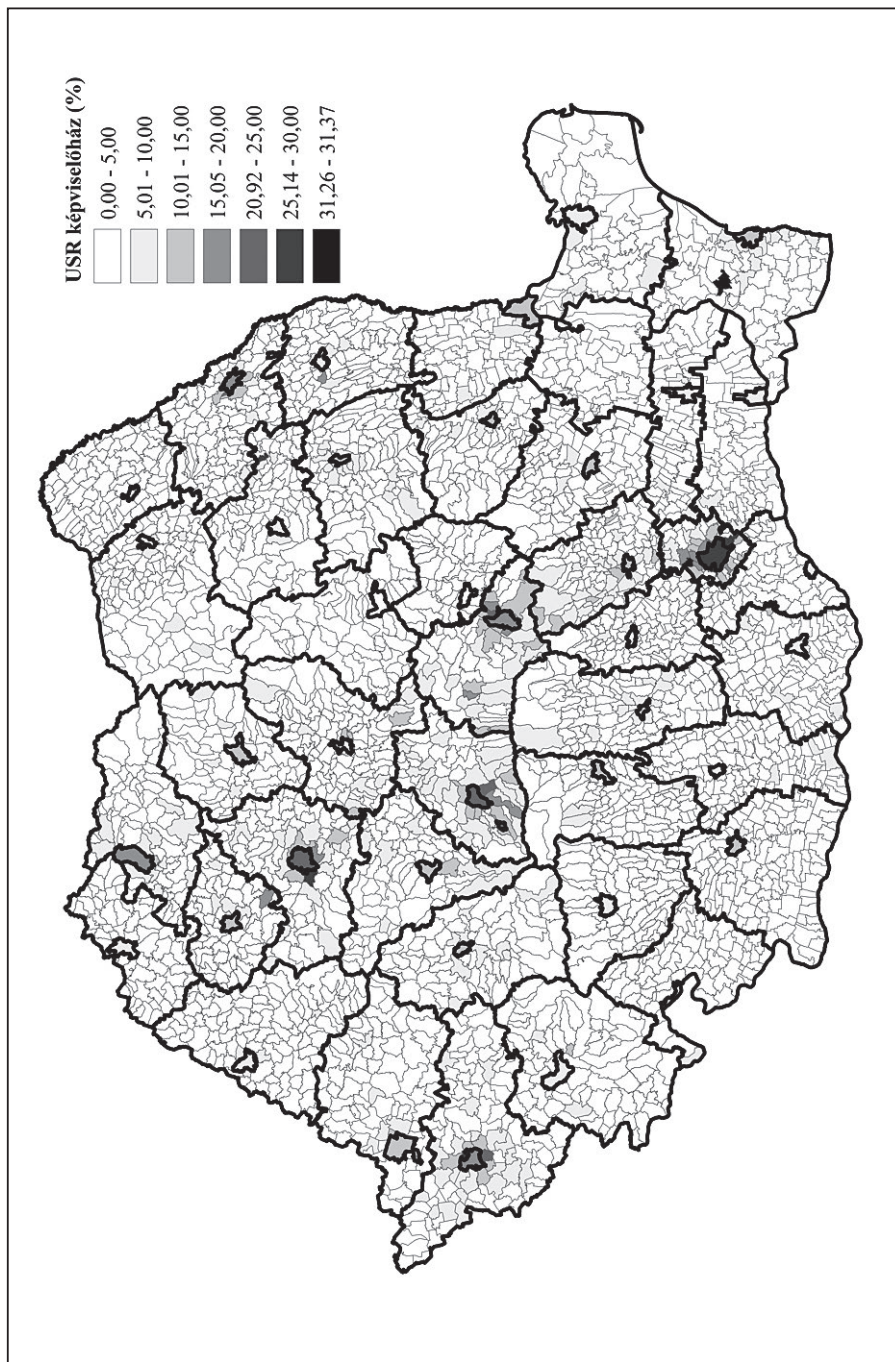 USR képviselőház (%)
0,00 - 5,00
5,01 - 10,00
10,01 - 15,00
15,05 - 20,00
20,92 - 25,00
25,14 - 30,00
31,26 - 31,37